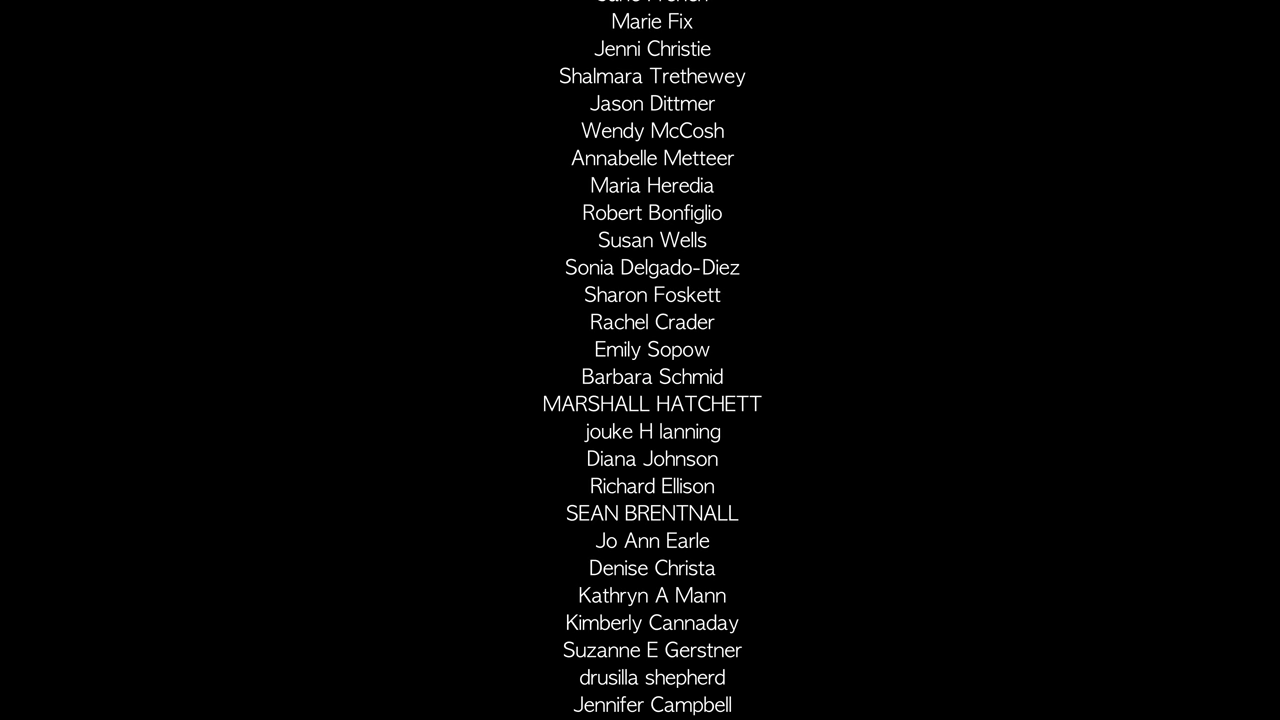 Marie Fix
Jenni Christie
Shalmara Trethewey
Jason Dittmer
Wendy McCosh
Annabelle Metteer
Maria Heredia
Robert Bonfiglio
Susan Wells
Sonia Delgado-Diez
Sharon Foskett
Rachel Crader
Emily Sopow
Barbara Schmid
MARSHALL HATCHETT
jouke H lanning
Diana Johnson
Richard Ellison
SEAN BRENTNALL
Jo Ann Earle
Denise Christa
Kathryn A Mann
Kimberly Cannaday
Suzanne E Gerstner
drusilla shepherd
Jennifer Campbell